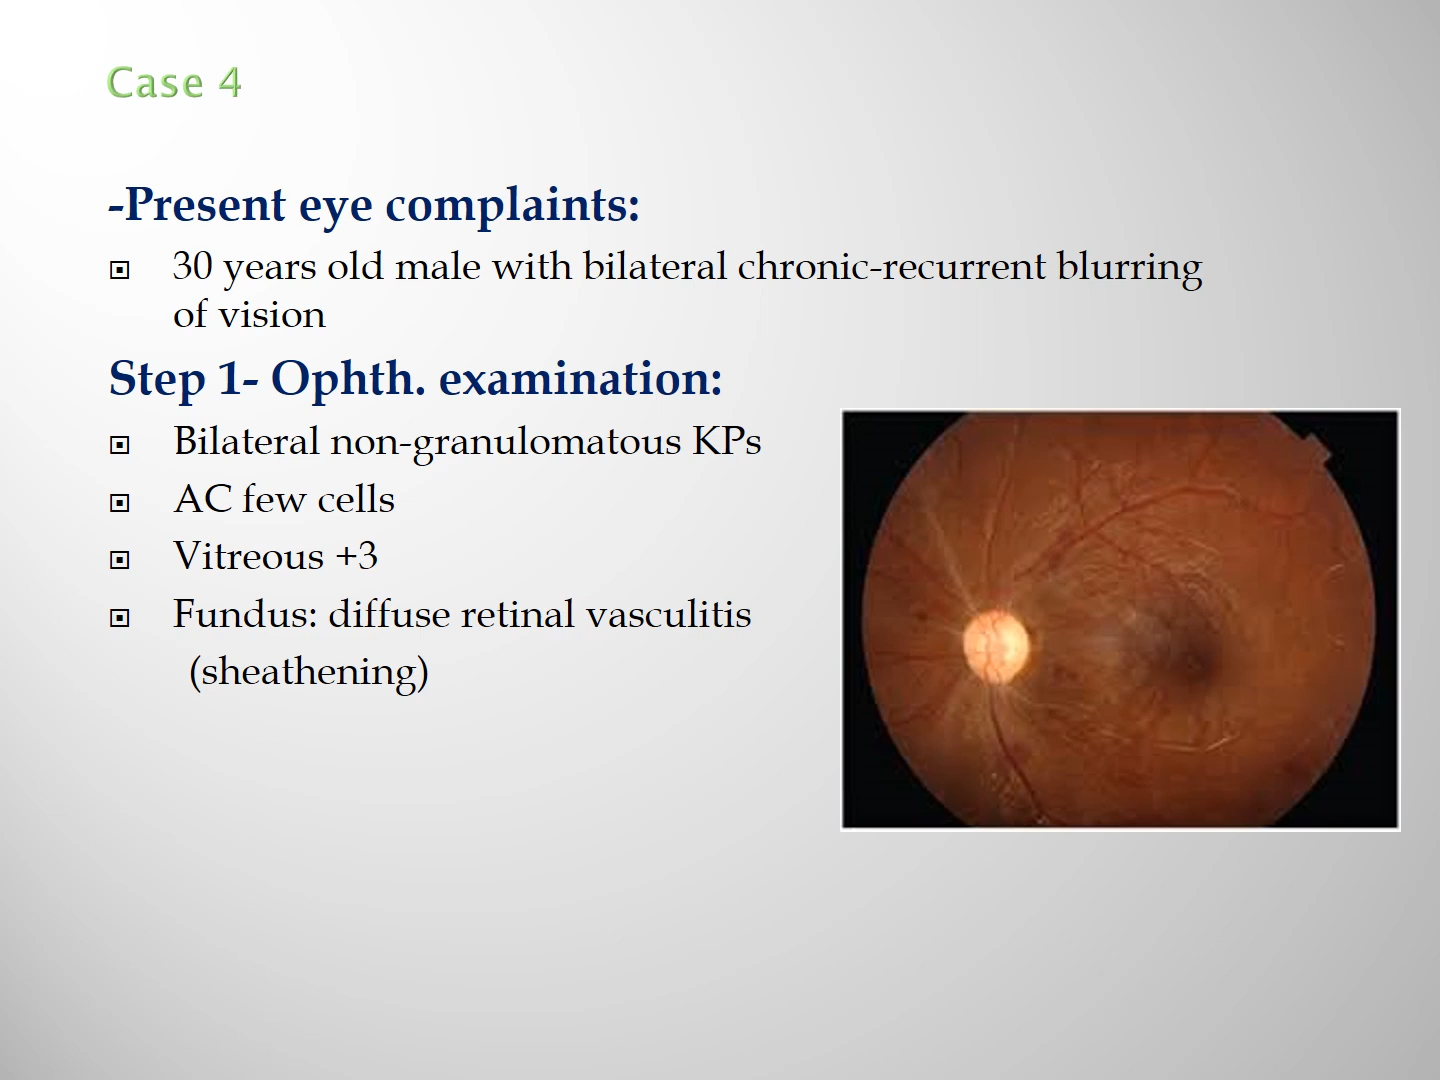 Case 4
-Present eye complaints:
30 years old male with bilateral chronic-recurrent blurring
of vision
Step 1- Ophth. examination:
Bilateral non-granulomatous KPs
AC few cells
Vitreous +3
Fundus: diffuse retinal vasculitis
(sheathening)